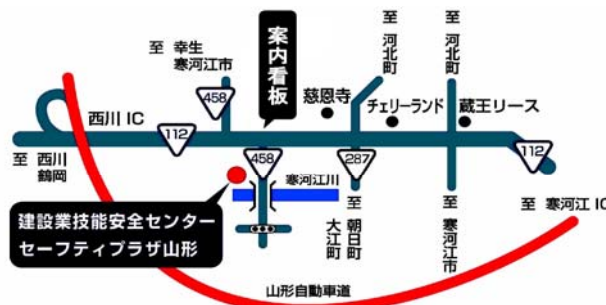 至 幸生
寒河江市
458
案内看板
至 河北町
至 河北町
慈恩寺
チェリーランド
蔵王リース
西川 IC
112
458
287
112
至 西川
鶴岡
寒河江川
建設業技能安全センター
セーフティプラザ山形
至 朝日町
大江町
至 寒河江市
至 寒河江 IC
山形自動車道